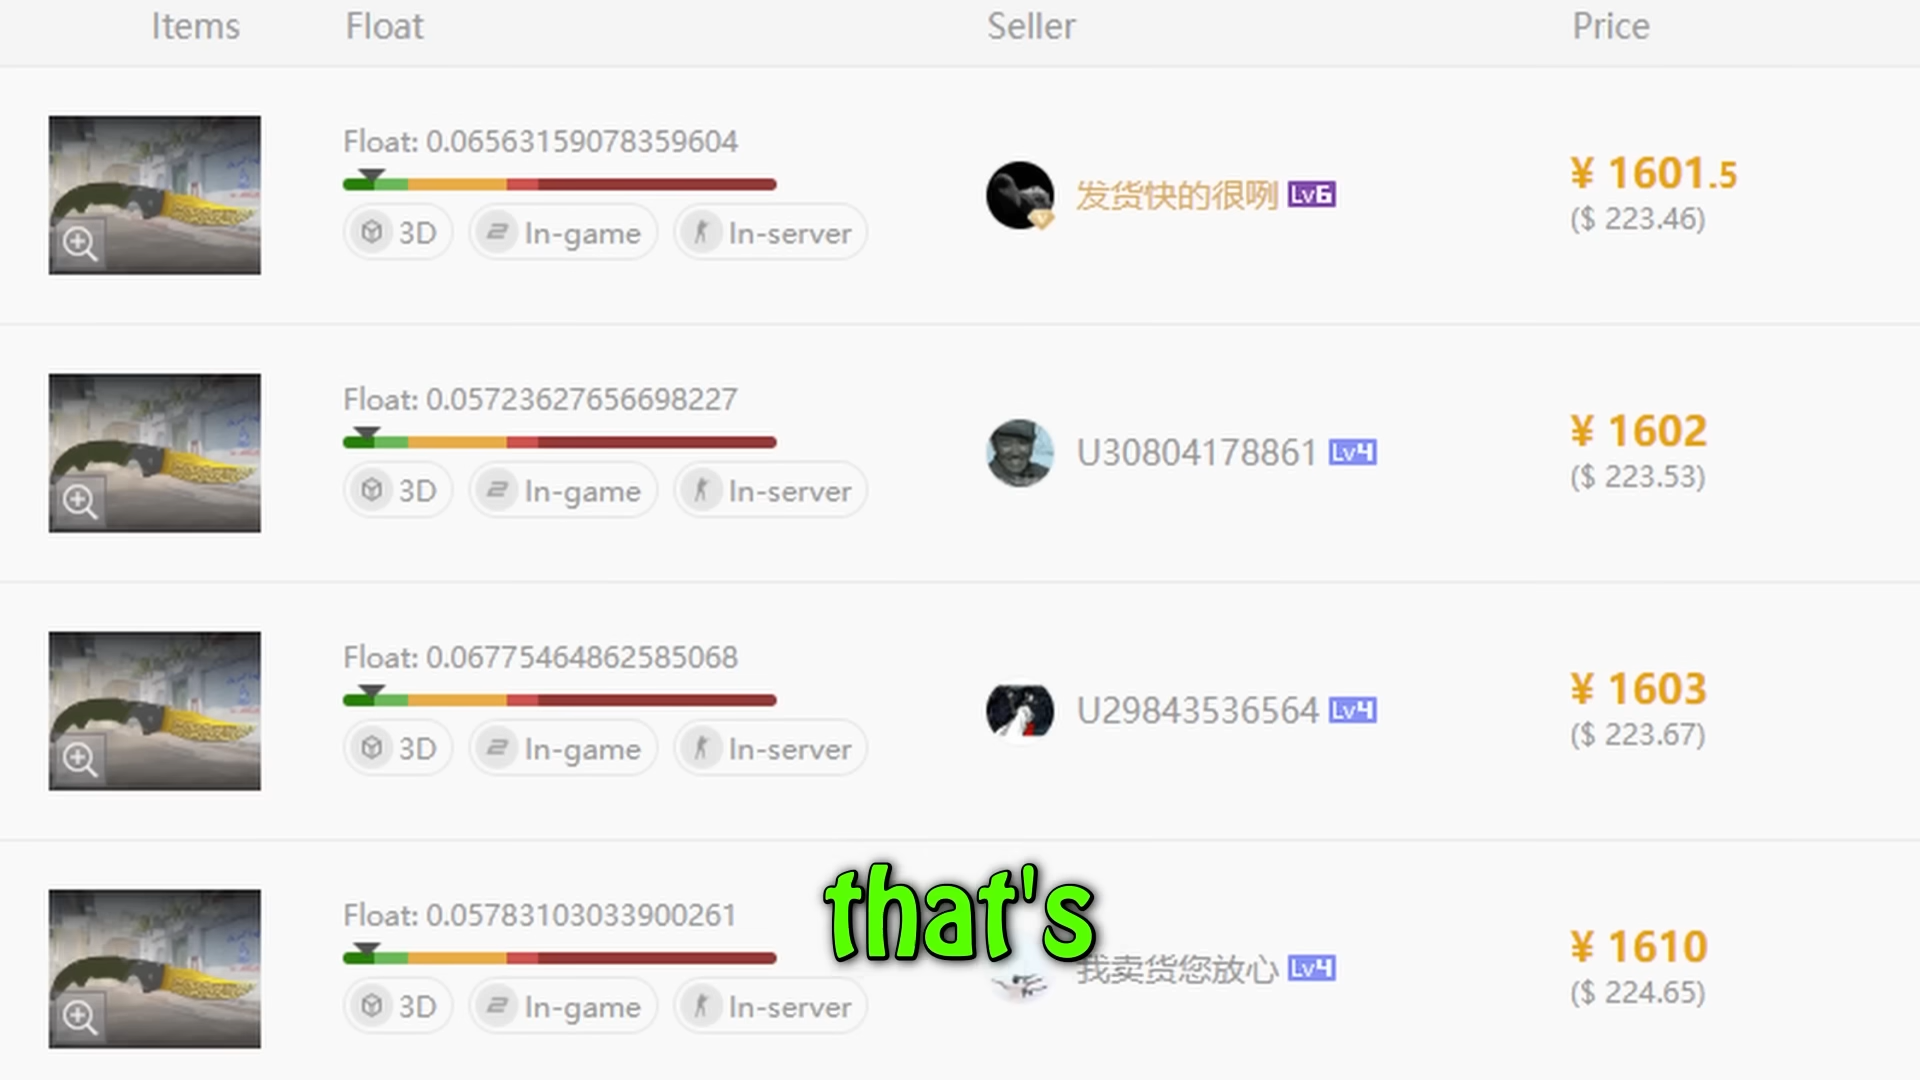 Items Float Seller Price
Float: 0.06563159078359604
3D In-game In-server
发货快的很咧 Lv6
¥ 1601.5
($ 223.46)
Float: 0.05723627656698227
3D In-game In-server
U30804178861 Lv4
¥ 1602
($ 223.53)
Float: 0.06775464862585068
3D In-game In-server
U29843536564 Lv4
¥ 1603
($ 223.67)
that's
Float: 0.05783103033900261
3D In-game In-server
我卖货您放心 Lv4
¥ 1610
($ 224.65)